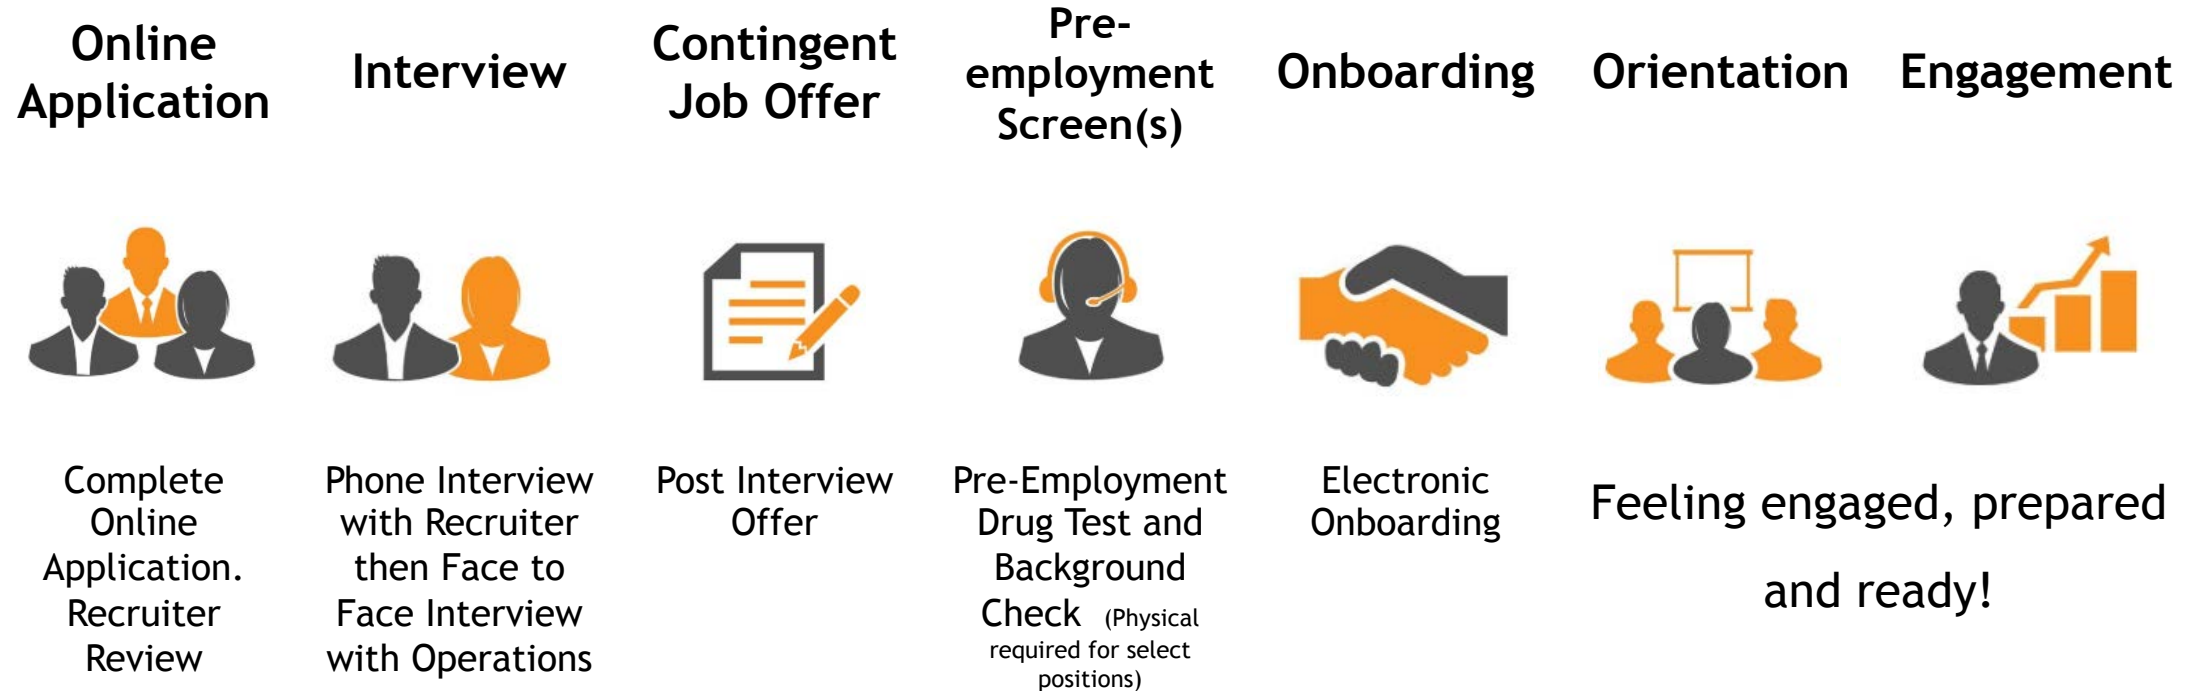 Online
Application
Interview
Contingent
Job Offer
Pre-
employment
Screen(s)
Onboarding
Orientation
Engagement
Complete
Online
Application.
Recruiter
Review
Phone Interview
with Recruiter
then Face to
Face Interview
with Operations
Post Interview
Offer
Pre-Employment
Drug Test and
Background
Check (Physical
required for select
positions)
Electronic
Onboarding
Feeling engaged, prepared
and ready!